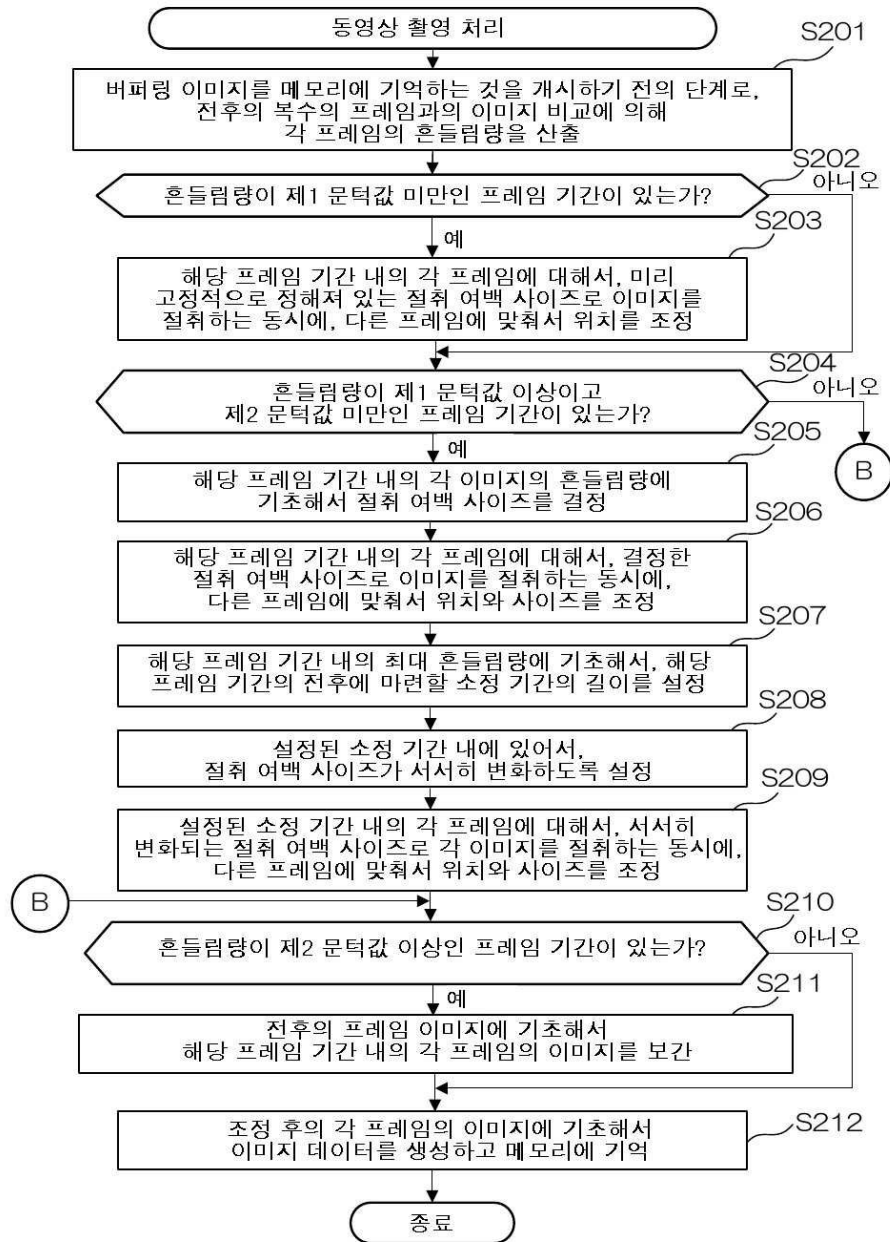 동영상 촬영 처리
S201
버퍼링 이미지를 메모리에 기억하는 것을 개시하기 전의 단계로,
전후의 복수의 프레임과의 이미지 비교에 의해
각 프레임의 흔들림량을 산출
S202
흔들림량이 제1 문턱값 미만인 프레임 기간이 있는가?
아니오
예
S203
해당 프레임 기간 내의 각 프레임에 대해서, 미리
고정적으로 정해져 있는 절취 여백 사이즈로 이미지를
절취하는 동시에, 다른 프레임에 맞춰서 위치를 조정
S204
흔들림량이 제1 문턱값 이상이고
제2 문턱값 미만인 프레임 기간이 있는가?
아니오
B
예
S205
해당 프레임 기간 내의 각 이미지의 흔들림량에
기초해서 절취 여백 사이즈를 결정
S206
해당 프레임 기간 내의 각 프레임에 대해서, 결정한
절취 여백 사이즈로 이미지를 절취하는 동시에,
다른 프레임에 맞춰서 위치와 사이즈를 조정
S207
해당 프레임 기간 내의 최대 흔들림량에 기초해서, 해당
프레임 기간의 전후에 마련할 소정 기간의 길이를 설정
S208
설정된 소정 기간 내에 있어서,
절취 여백 사이즈가 서서히 변화하도록 설정
S209
설정된 소정 기간 내의 각 프레임에 대해서, 서서히
변화되는 절취 여백 사이즈로 각 이미지를 절취하는 동시에,
다른 프레임에 맞춰서 위치와 사이즈를 조정
B
S210
흔들림량이 제2 문턱값 이상인 프레임 기간이 있는가?
아니오
예
S211
전후의 프레임 이미지에 기초해서
해당 프레임 기간 내의 각 프레임의 이미지를 보간
S212
조정 후의 각 프레임의 이미지에 기초해서
이미지 데이터를 생성하고 메모리에 기억
종료